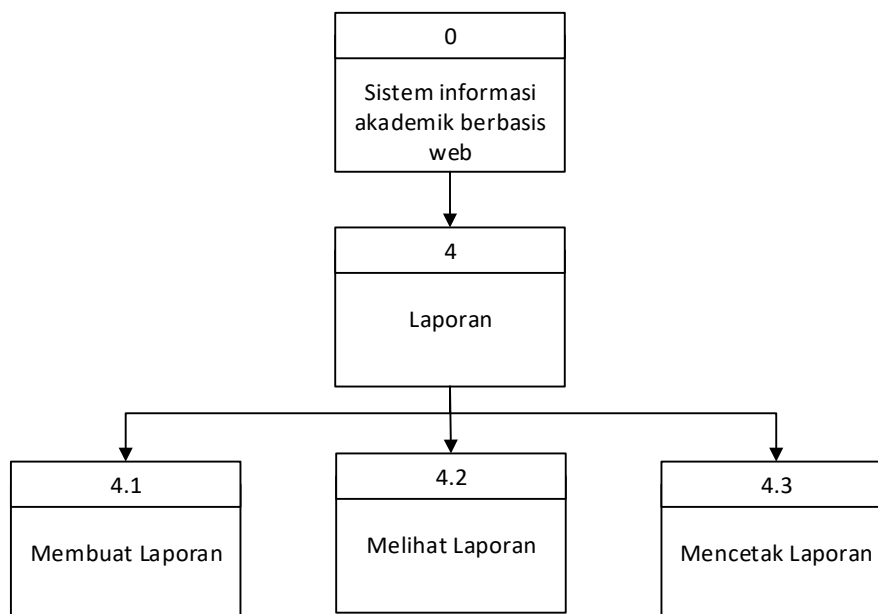 0
Sistem informasi
akademik berbasis
web
4
Laporan
4.1
Membuat Laporan
4.2
Melihat Laporan
4.3
Mencetak Laporan